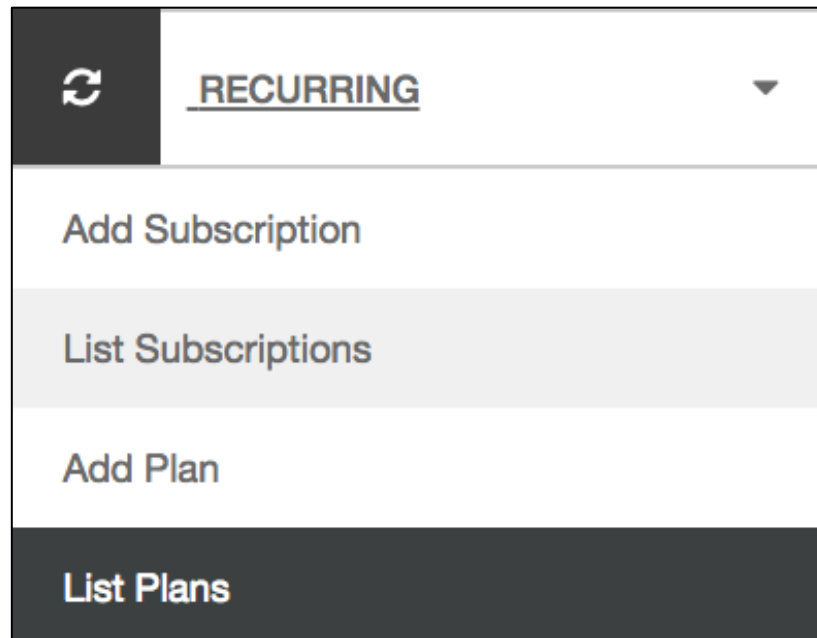 RECURRING
Add Subscription
List Subscriptions
Add Plan
List Plans